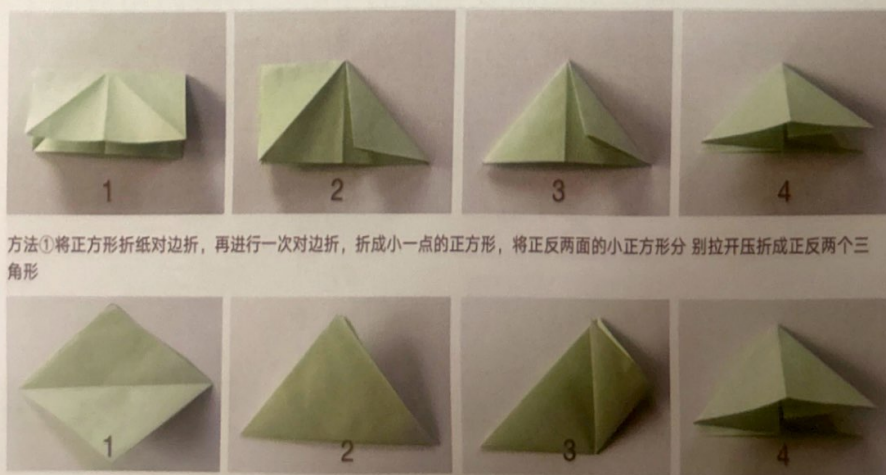 1 2 3 4
方法①将正方形折纸对边折，再进行一次对边折，折成小一点的正方形，将正反两面的小正方形分 别拉开压折成正反两个三
角形
1 2 3 4